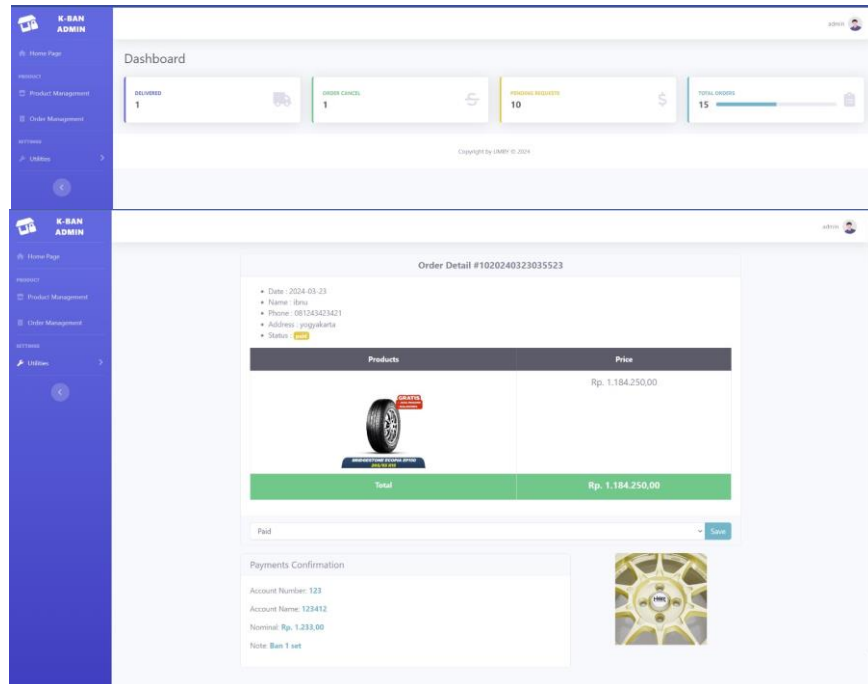 K-BAN
ADMIN
admin
Home Page
Dashboard
PRODUCT
Product Management
DELIVERED
1
ORDER CANCEL
1
PENDING REQUESTS
10
TOTAL ORDERS
15
Order Management
SETTINGS
Utilities
Copyright by UMBY © 2024
K-BAN
ADMIN
admin
Home Page
PRODUCT
Product Management
Order Management
SETTINGS
Utilities
Order Detail #1020240323035523
Date : 2024-03-23
Name : Ibnu
Phone : 081243423421
Address : yogyakarta
Status : paid
Products Price
Rp. 1.184.250,00
GRATIS
Total Rp. 1.184.250,00
Paid
Save
Payments Confirmation
Account Number: 123
Account Name: 123412
Nominal: Rp. 1.233,00
Note: Ban 1 set